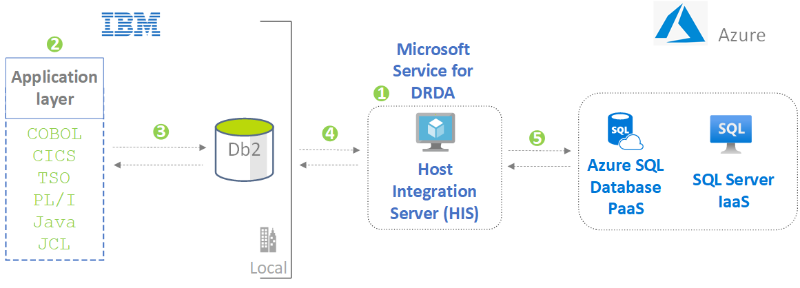 IBM
Azure
2
Application
layer
COBOL
CICS
TSO
PL/I
Java
JCL
3
Db2
Local
4
Microsoft
Service for
DRDA
1
Host
Integration
Server (HIS)
5
SQL
Azure SQL
Database
PaaS
SQL
SQL Server
IaaS